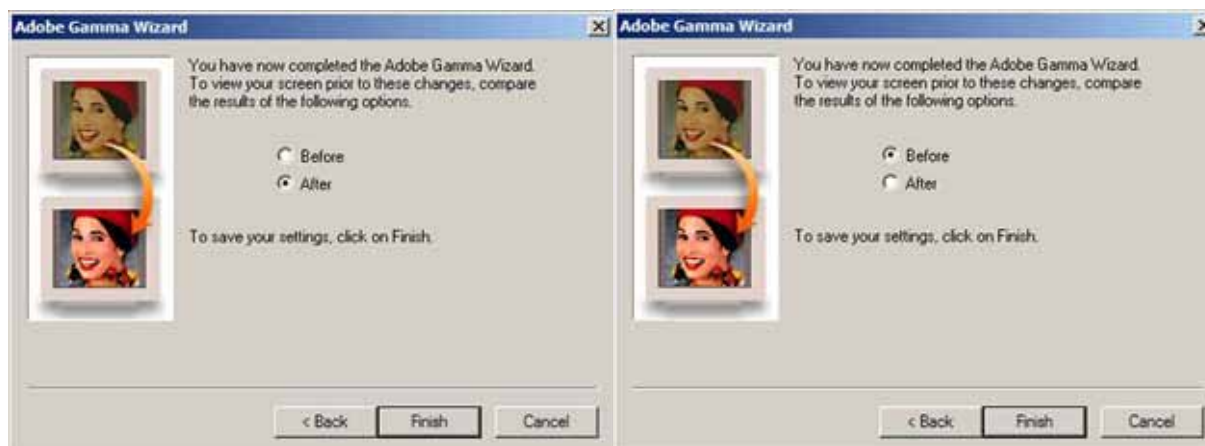 Adobe Gamma Wizard
You have now completed the Adobe Gamma Wizard.
To view your screen prior to these changes, compare
the results of the following options.
Before
After
To save your settings, click on Finish.
< Back Finish Cancel
Adobe Gamma Wizard
You have now completed the Adobe Gamma Wizard.
To view your screen prior to these changes, compare
the results of the following options.
Before
After
To save your settings, click on Finish.
< Back Finish Cancel